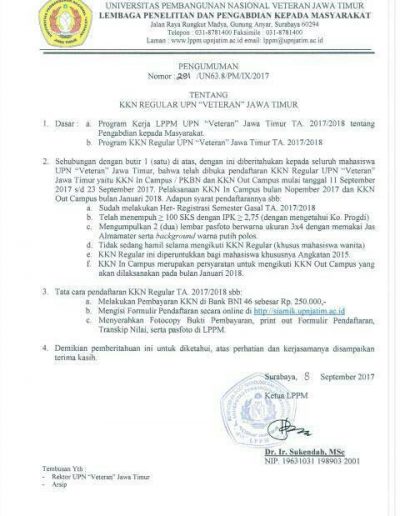 UNIVERSITAS PEMBANGUNAN NASIONAL VETERAN JAWA TIMUR
LEMBAGA PENELITIAN DAN PENGABDIAN KEPADA MASYARAKAT
Jalan Raya Rungkut Madya, Gunung Anyar, Surabaya 60294
Telepon : 031-8781400 Faksimile 031-8781400
Laman : www.lppm.upnjatim.ac.id email : lppm@upnjatim.ac.id
PENGUMUMAN
Nomor : 201 /UN63.8/PM/IX/2017
TENTANG
KKN REGULAR UPN "VETERAN" JAWA TIMUR
1. Dasar : a. Program Kerja LPPM UPN "Veteran" Jawa Timur TA. 2017/2018 tentang
Pengabdian kepada Masyarakat.
b. Program KKN Regular UPN "Veteran" Jawa Timur TA. 2017/2018
2. Sehubungan dengan butir 1 (satu) di atas, dengan ini diberitahukan kepada seluruh mahasiswa
UPN "Veteran" Jawa Timur, bahwa telah dibuka pendaftaran KKN Regular UPN "Veteran"
Jawa Timur yaitu KKN in Campus / PKBN dan KKN Out Campus mulai tanggal 11 September
2017 s/d 23 September 2017. Pelaksanaan KKN In Campus bulan Nopember 2017 dan KKN
Out Campus bulan Januari 2018. Adapun syarat pendaftarannya sbb:
a. Sudah melakukan Her- Registrasi Semester Gasal TA. 2017/2018
b. Telah menempuh ≥ 100 SKS dengan IPK ≥ 2,75 (dengan mengetahui Ko. Progdi)
c. Mengumpulkan 2 (dua) lembar pasfoto berwarna ukuran 3x4 dengan memakai Jas
Almamater serta background warna putih polos.
d. Tidak sedang hamil selama mengikuti KKN Regular (khusus mahasiswa wanita)
e. KKN Regular ini diperuntukkan bagi mahasiswa khususnya Angkatan 2015.
f. KKN In Campus merupakan persyaratan untuk mengikuti KKN Out Campus yang
akan dilaksanakan pada bulan Januari 2018.
3. Tata cara pendaftaran KKN Regular TA. 2017/2018 sbb:
a. Melakukan Pembayaran KKN di Bank BNI 46 sebesar Rp. 250.000,-
b. Mengisi Formulir Pendaftaran secara online di http://siamik.upnjatim.ac.id
c. Menyerahkan Fotocopy Bukti Pembayaran, print out Formulir Pendaftaran,
Transkip Nilai, serta pasfoto di LPPM.
4. Demikian pemberitahuan ini untuk diketahui, atas perhatian dan kerjasamanya disampaikan
terima kasih.
Surabaya, 8 September 2017
Ketua LPPM
Dr. Ir. Sukendah, MSc
NIP. 19631031 198903 2001
Tembusan Yth :
- Rektor UPN "Veteran" Jawa Timur
- Arsip